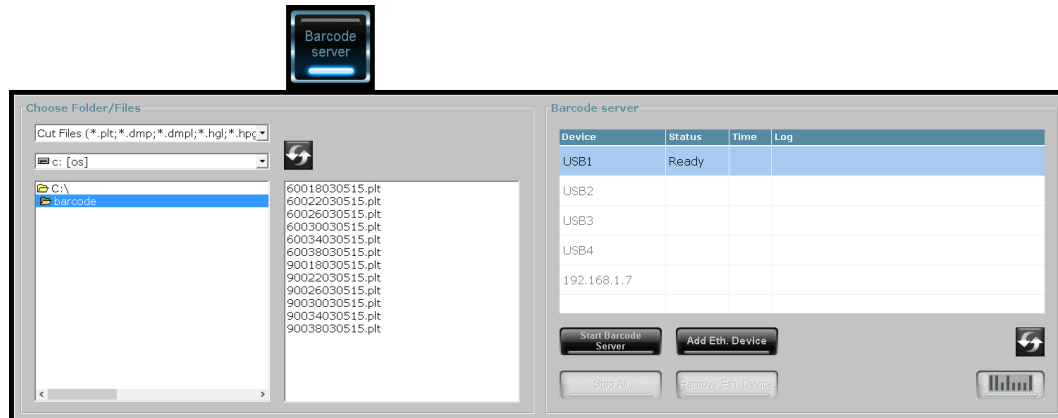 Barcode
server
Choose Folder/Files
Cut Files (*.plt;*.dmp;*.dmpl;*.hgl;*.hpg
c: [os]
C:\
barcode
60018030515.plt
60022030515.plt
60026030515.plt
60030030515.plt
60034030515.plt
60038030515.plt
90018030515.plt
90022030515.plt
90026030515.plt
90030030515.plt
90034030515.plt
90038030515.plt
Barcode server
Device Status Time Log
USB1 Ready
USB2
USB3
USB4
192.168.1.7
Start Barcode
Server
Add Eth. Device
Stop All
Remove Eth. Device